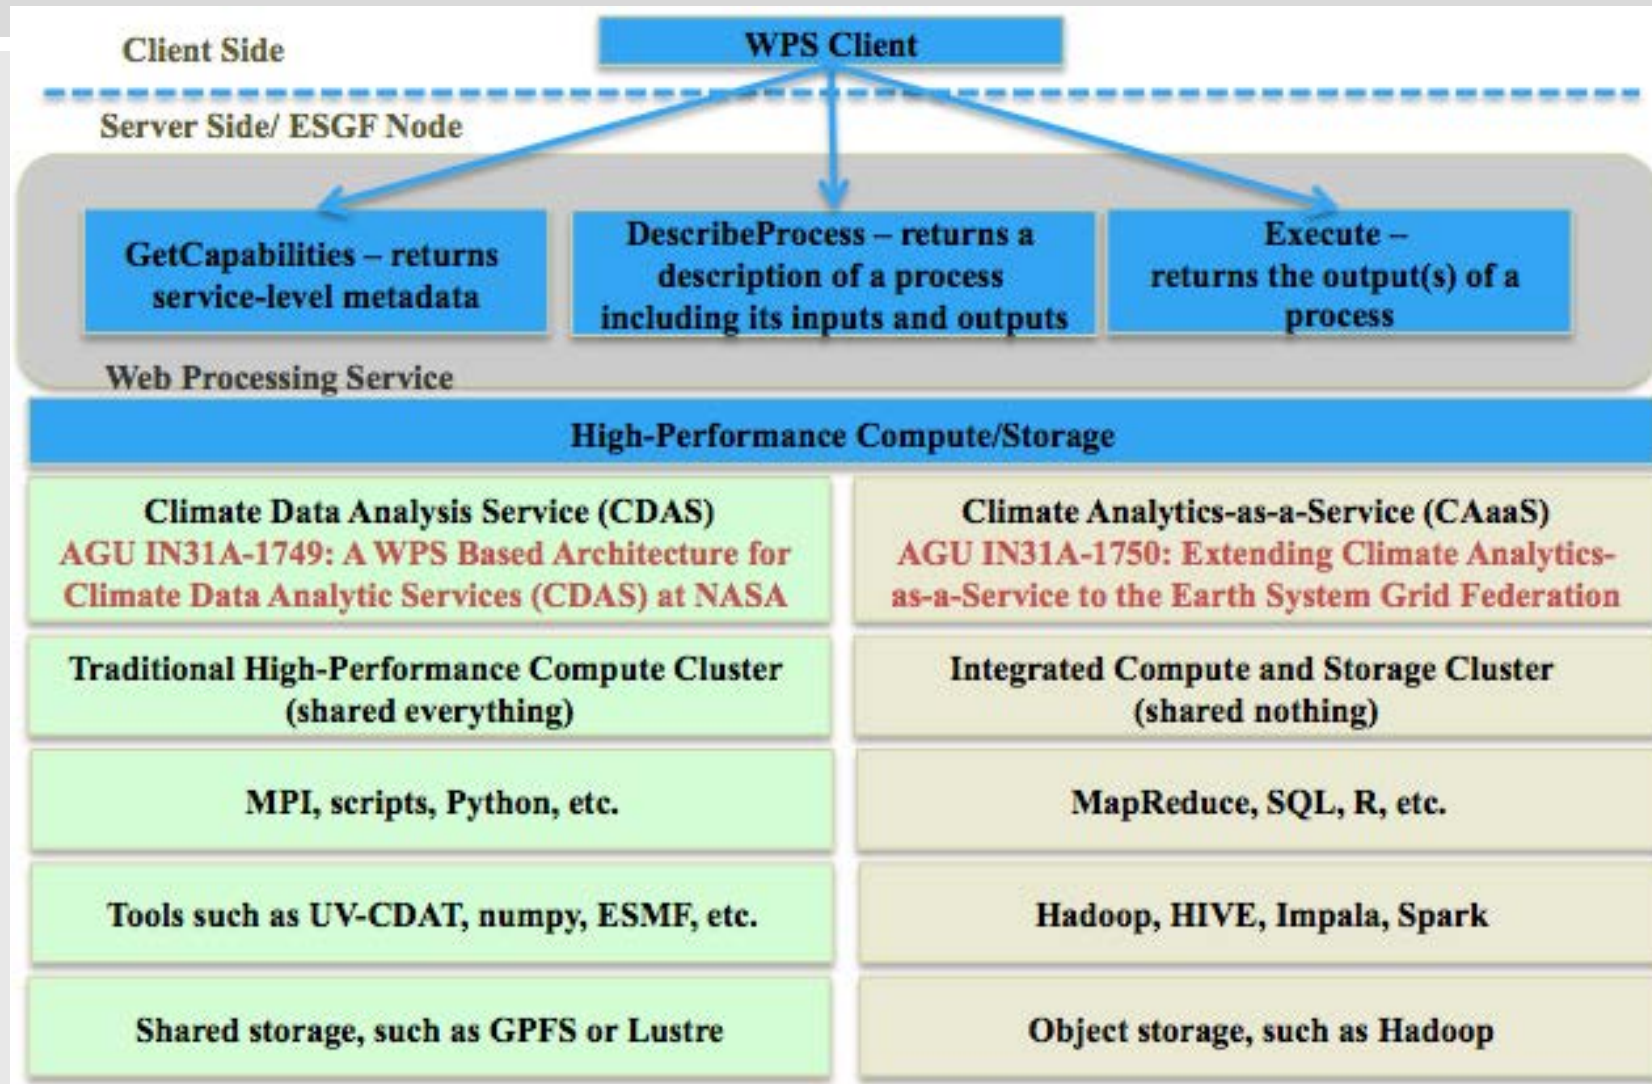 Client Side
WPS Client
Server Side/ ESGF Node
GetCapabilities – returns
service-level metadata
DescribeProcess – returns a
description of a process
including its inputs and outputs
Execute –
returns the output(s) of a
process
Web Processing Service
High-Performance Compute/Storage
Climate Data Analysis Service (CDAS)
AGU IN31A-1749: A WPS Based Architecture for
Climate Data Analytic Services (CDAS) at NASA
Climate Analytics-as-a-Service (CAaaS)
AGU IN31A-1750: Extending Climate Analytics-
as-a-Service to the Earth System Grid Federation
Traditional High-Performance Compute Cluster
(shared everything)
Integrated Compute and Storage Cluster
(shared nothing)
MPI, scripts, Python, etc.
MapReduce, SQL, R, etc.
Tools such as UV-CDAT, numpy, ESMF, etc.
Hadoop, HIVE, Impala, Spark
Shared storage, such as GPFS or Lustre
Object storage, such as Hadoop